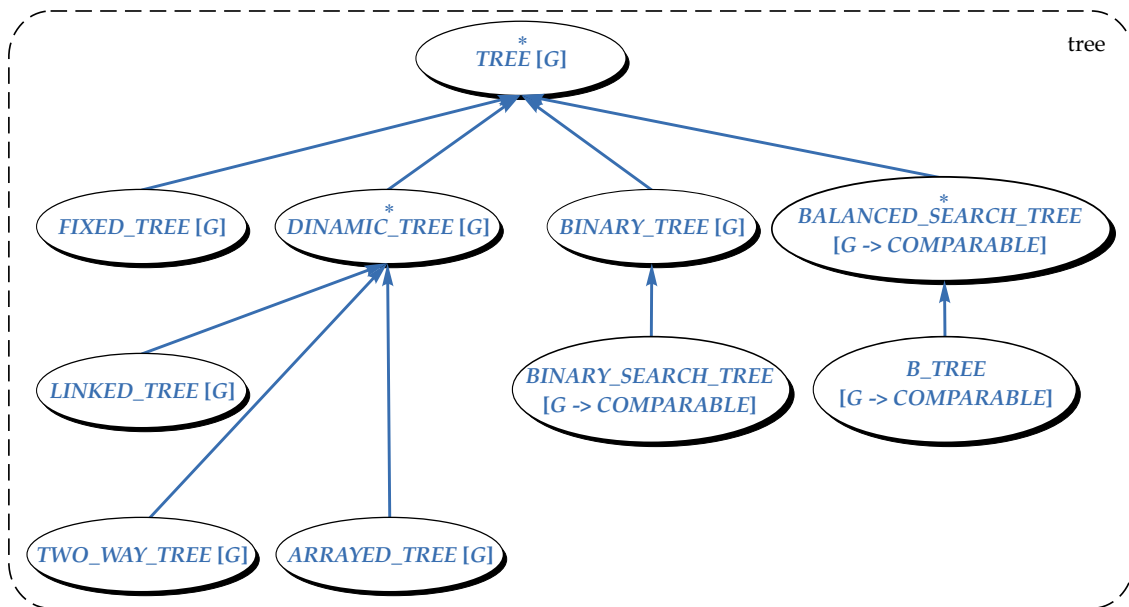 tree
*
TREE [G]
FIXED_TREE [G]
*
DINAMIC_TREE [G]
BINARY_TREE [G]
*
BALANCED_SEARCH_TREE
[G -> COMPARABLE]
LINKED_TREE [G]
BINARY_SEARCH_TREE
[G -> COMPARABLE]
B_TREE
[G -> COMPARABLE]
TWO_WAY_TREE [G]
ARRAYED_TREE [G]